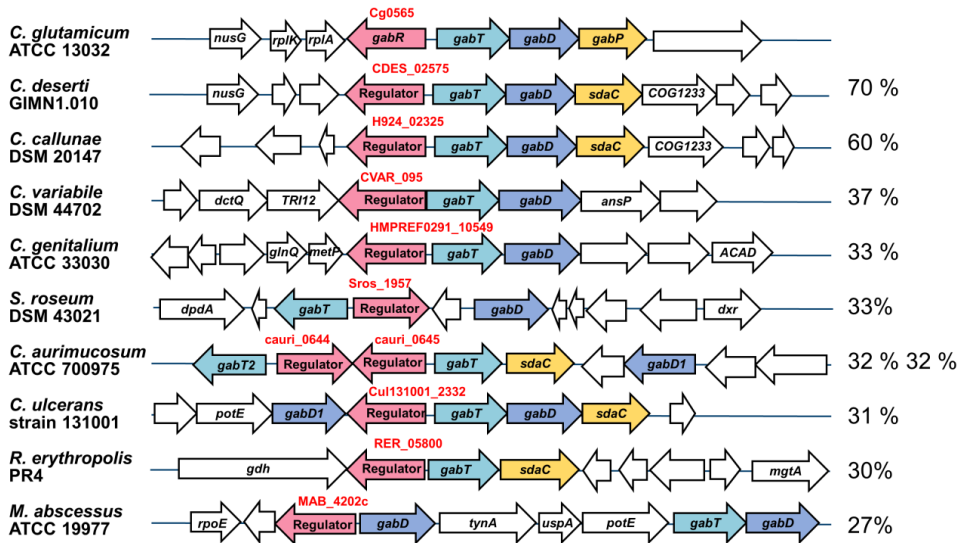 Cg0565
C. glutamicum
ATCC 13032
nusG rplK rplA gabR gabT gabD gabP
CDES_02575
C. deserti
GIMN1.010
nusG Regulator gabT gabD sdaC COG1233 70 %
H924_02325
C. callunae
DSM 20147
Regulator gabT gabD sdaC COG1233 60 %
CVAR_095
C. variabile
DSM 44702
dctQ TRI12 Regulator gabT gabD ansP 37 %
HMPREF0291_10549
C. genitalium
ATCC 33030
glnQ metP Regulator gabT gabD ACAD 33 %
Sros_1957
S. roseum
DSM 43021
dpdA gabT Regulator gabD dxr 33%
cauri_0644 cauri_0645
C. aurimucosum
ATCC 700975
gabT2 Regulator Regulator gabT sdaC gabD1 32 % 32 %
Cul131001_2332
C. ulcerans
strain 131001
potE gabD1 Regulator gabT gabD sdaC 31 %
RER_05800
R. erythropolis
PR4
gdh Regulator gabT sdaC mgtA 30%
MAB_4202c
M. abscessus
ATCC 19977
rpoE Regulator gabD tynA uspA potE gabT gabD 27%